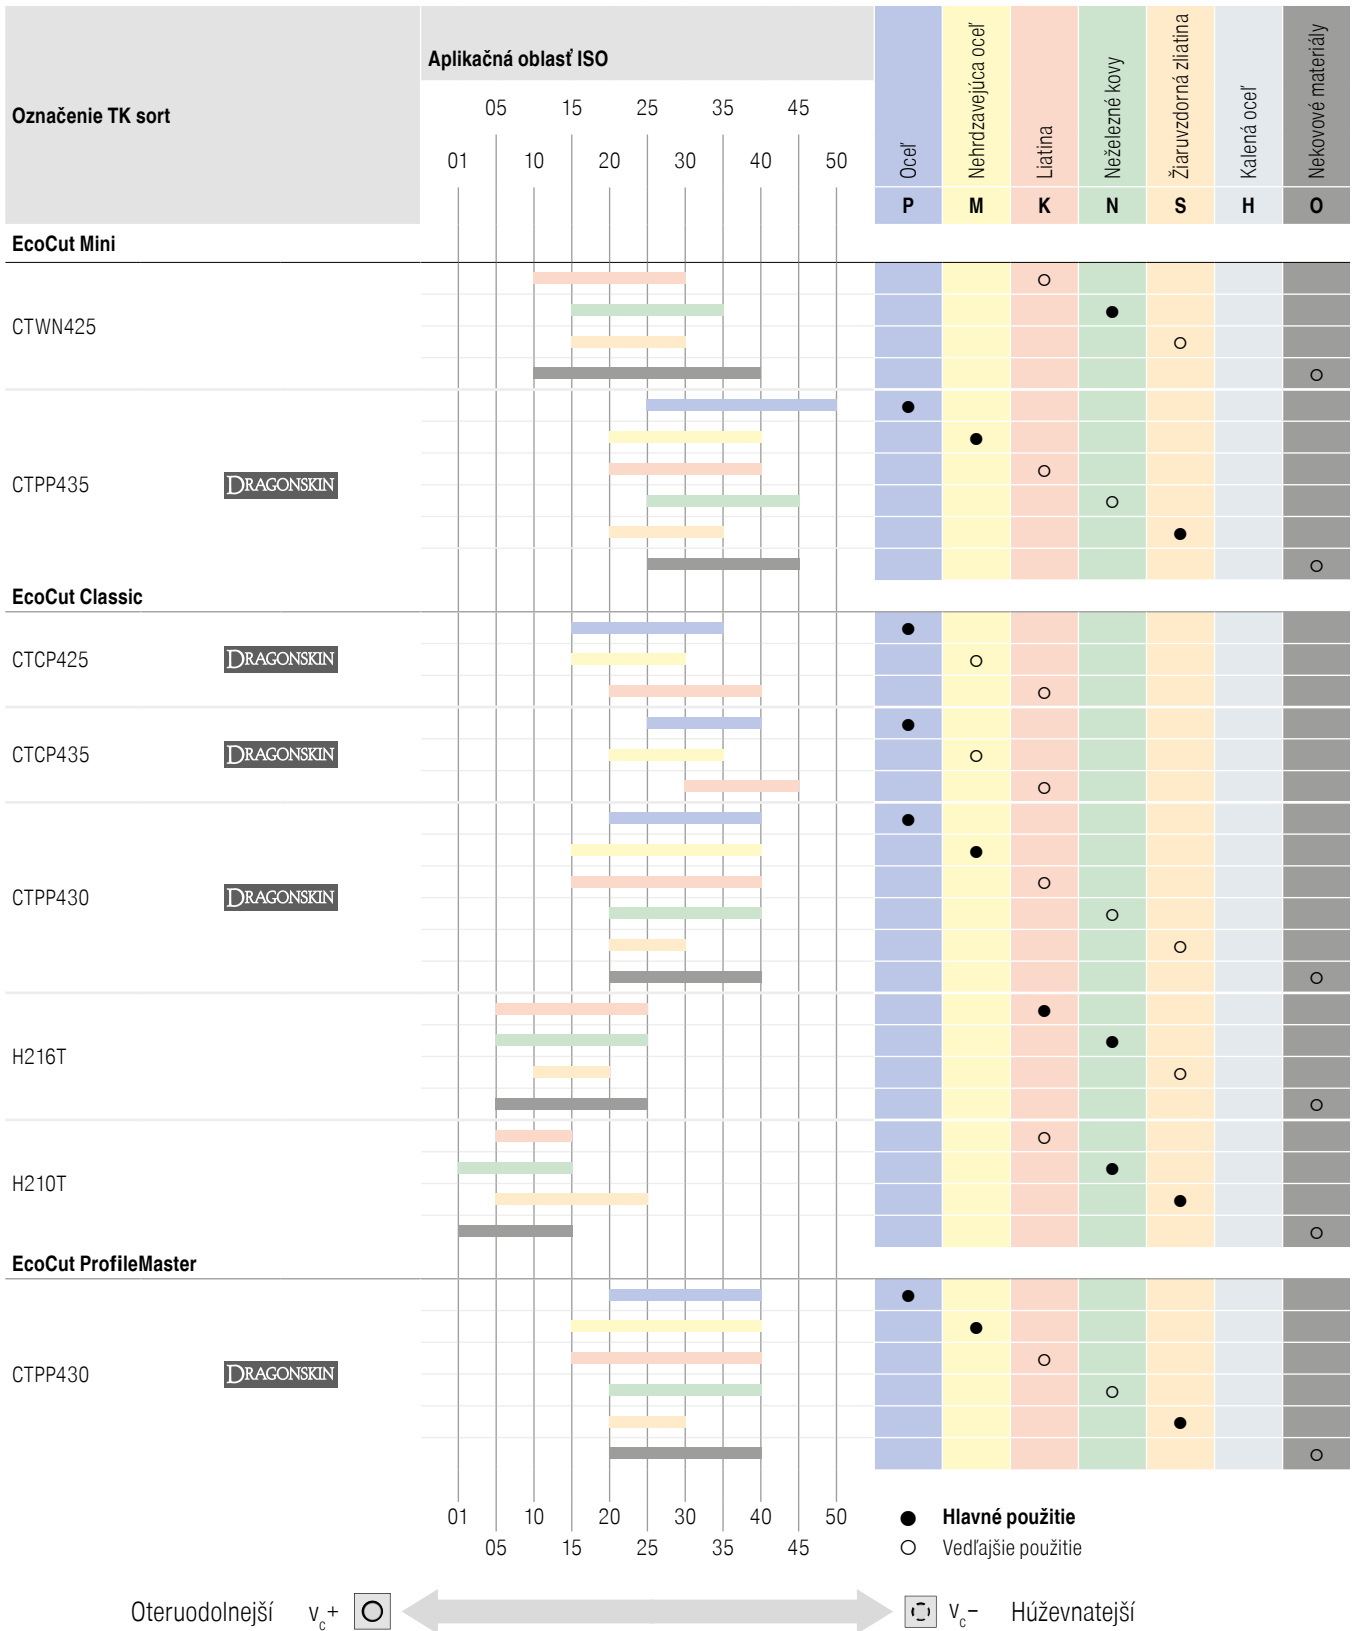 Označenie TK sort
Aplikačná oblasť ISO
05 15 25 35 45
01 10 20 30 40 50
Oceľ
Nehrdzavejúca oceľ
Liatina
Neželezné kovy
Žiaruvzdorná zliatina
Kalená oceľ
Nekovové materiály
P M K N S H O
EcoCut Mini
CTWN425
CTPP435 DRAGONSKIN
EcoCut Classic
CTCP425 DRAGONSKIN
CTCP435 DRAGONSKIN
CTPP430 DRAGONSKIN
H216T
H210T
EcoCut ProfileMaster
CTPP430 DRAGONSKIN
01 10 20 30 40 50
05 15 25 35 45
● Hlavné použitie
○ Vedľajšie použitie
Oteruodolnejší vc+
vc− Húževnatejší